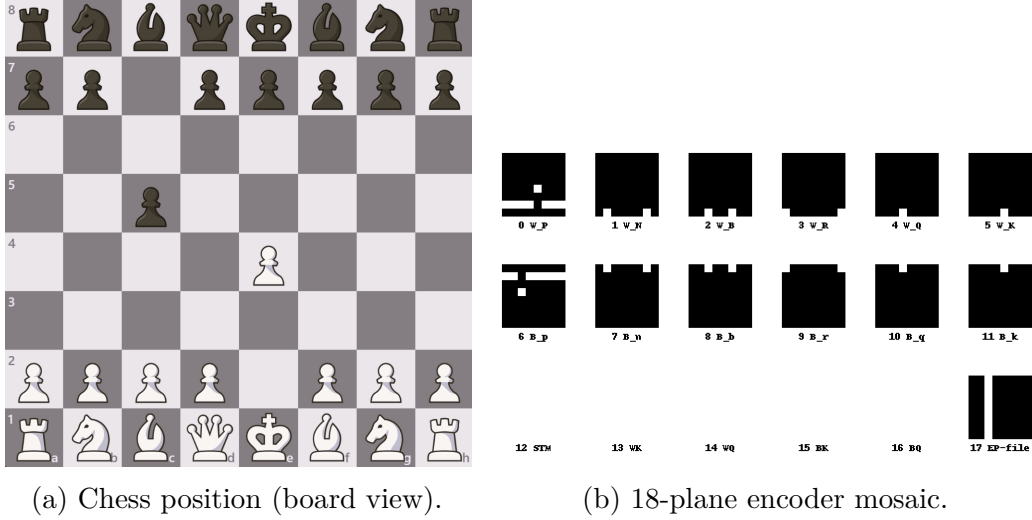 8
7
6
5
4
3
2
1
a b c d e f g h
0 W_P 1 W_N 2 W_B 3 W_R 4 W_Q 5 W_K
6 B_p 7 B_n 8 B_b 9 B_r 10 B_q 11 B_k
12 STM 13 WK 14 WQ 15 BK 16 BQ 17 EP-file
(a) Chess position (board view).
(b) 18-plane encoder mosaic.